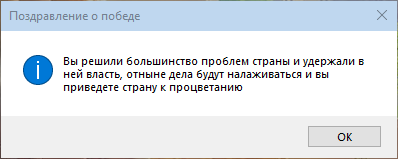 Поздравление о победе
Вы решили большинство проблем страны и удержали в
ней власть, отныне дела будут налаживаться и вы
приведете страну к процветанию
OK